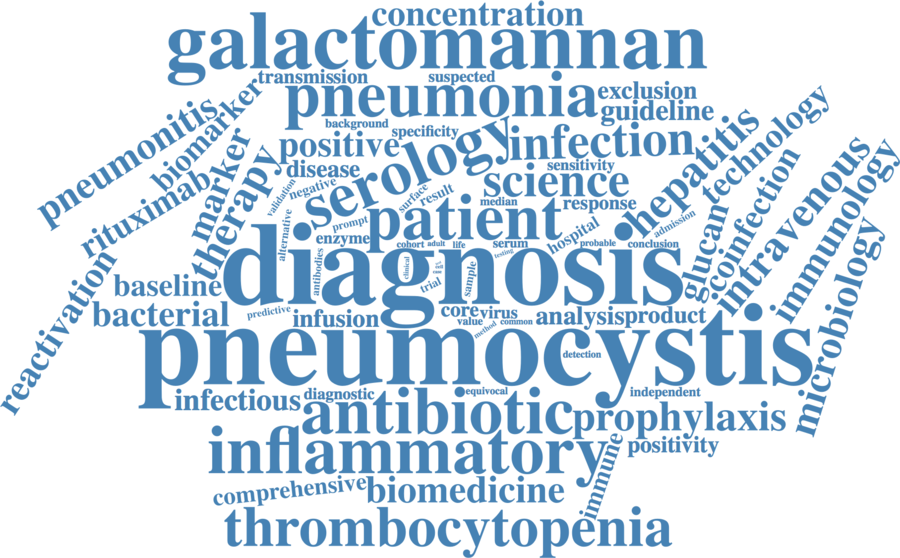 concentration
galactomannan
transmission
suspected
pneumonia
exclusion
guideline
background
specificity
positive
serology
infection
pneumonitis
biomarker
rituximab
marker
therapy
disease
validation
negative
surface
result
sensitivity
science
median
response
hepatitis
technology
patient
prompt
alternative
enzyme
antibodies
cohort
adult
life
serum
testing
hospital
probable
admission
conclusion
glucan
coinfection
intravenous
immunology
microbiology
diagnosis
clinical
trial
sample
reactivation
baseline
bacterial
predictive
infusion
core
virus
value
method
common
analysis
product
pneumocystis
detection
infectious
diagnostic
equivocal
independent
antibiotic
prophylaxis
inflammatory
immune
positivity
comprehensive
biomedicine
thrombocytopenia